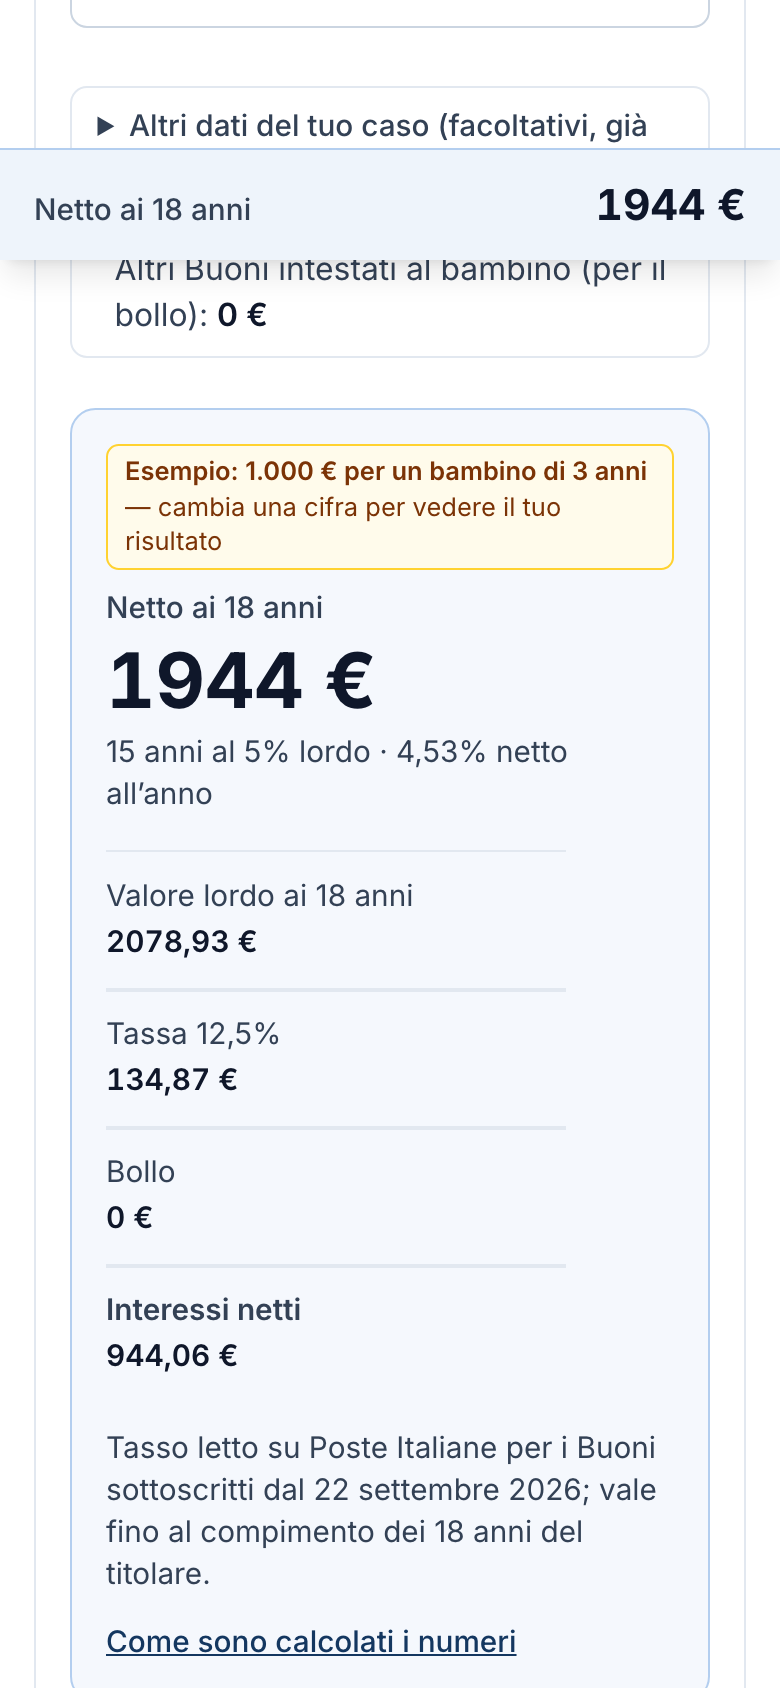 ▶ Altri dati del tuo caso (facoltativi, già
Netto ai 18 anni
1944 €
Altri Buoni intestati al bambino (per il
bollo): 0 €
Esempio: 1.000 € per un bambino di 3 anni
— cambia una cifra per vedere il tuo
risultato
Netto ai 18 anni
1944 €
15 anni al 5% lordo · 4,53% netto
all’anno
Valore lordo ai 18 anni
2078,93 €
Tassa 12,5%
134,87 €
Bollo
0 €
Interessi netti
944,06 €
Tasso letto su Poste Italiane per i Buoni
sottoscritti dal 22 settembre 2026; vale
fino al compimento dei 18 anni del
titolare.
Come sono calcolati i numeri